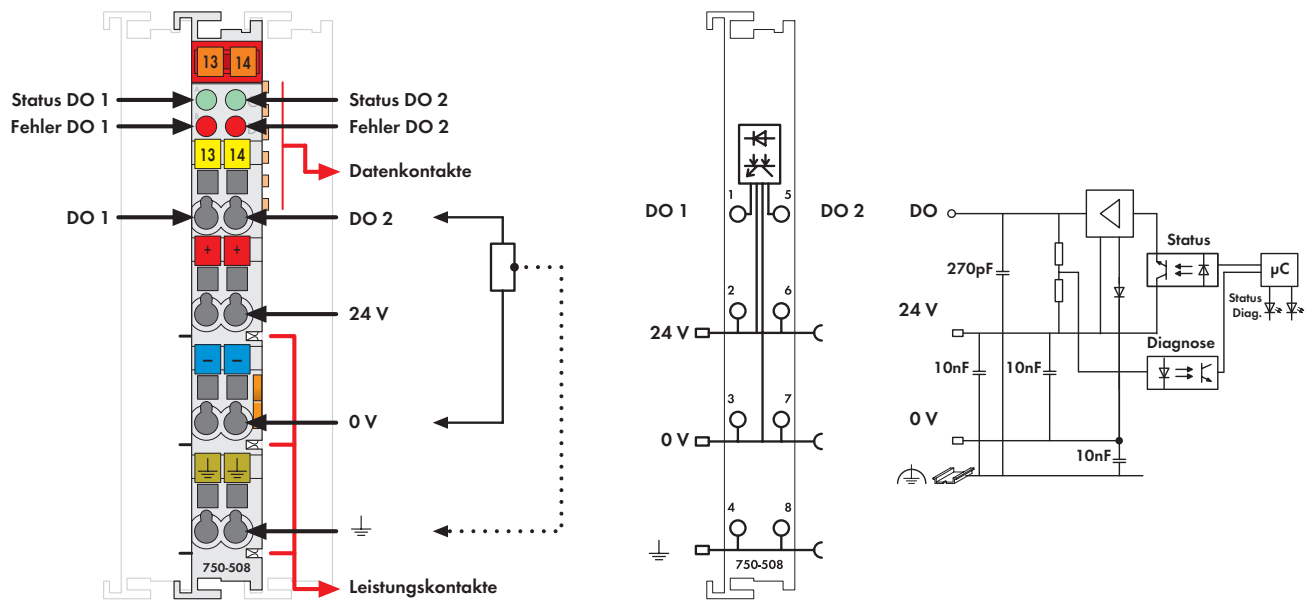 13 14
Status DO 1
Status DO 2
Fehler DO 1
Fehler DO 2
13 14
Datenkontakte
DO 1
DO 2
+ +
24 V
− −
0 V
750-508
Leistungskontakte
1 5
DO 1
DO 2
2 6
24 V
3 7
0 V
4 8
750-508
DO
Status
270pF
µC
Status
Diag.
24 V
Diagnose
10nF
10nF
0 V
10nF